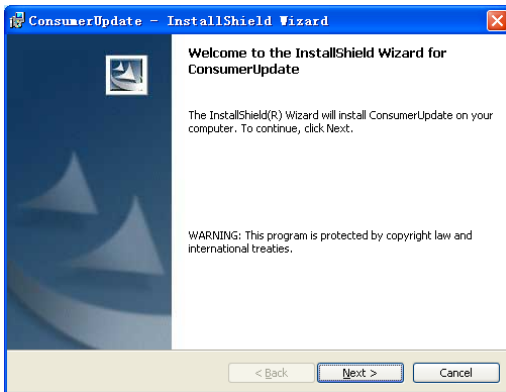 ConsumerUpdate - InstallShield Wizard
Welcome to the InstallShield Wizard for
ConsumerUpdate
The InstallShield(R) Wizard will install ConsumerUpdate on your
computer. To continue, click Next.
WARNING: This program is protected by copyright law and
international treaties.
< Back
Next >
Cancel